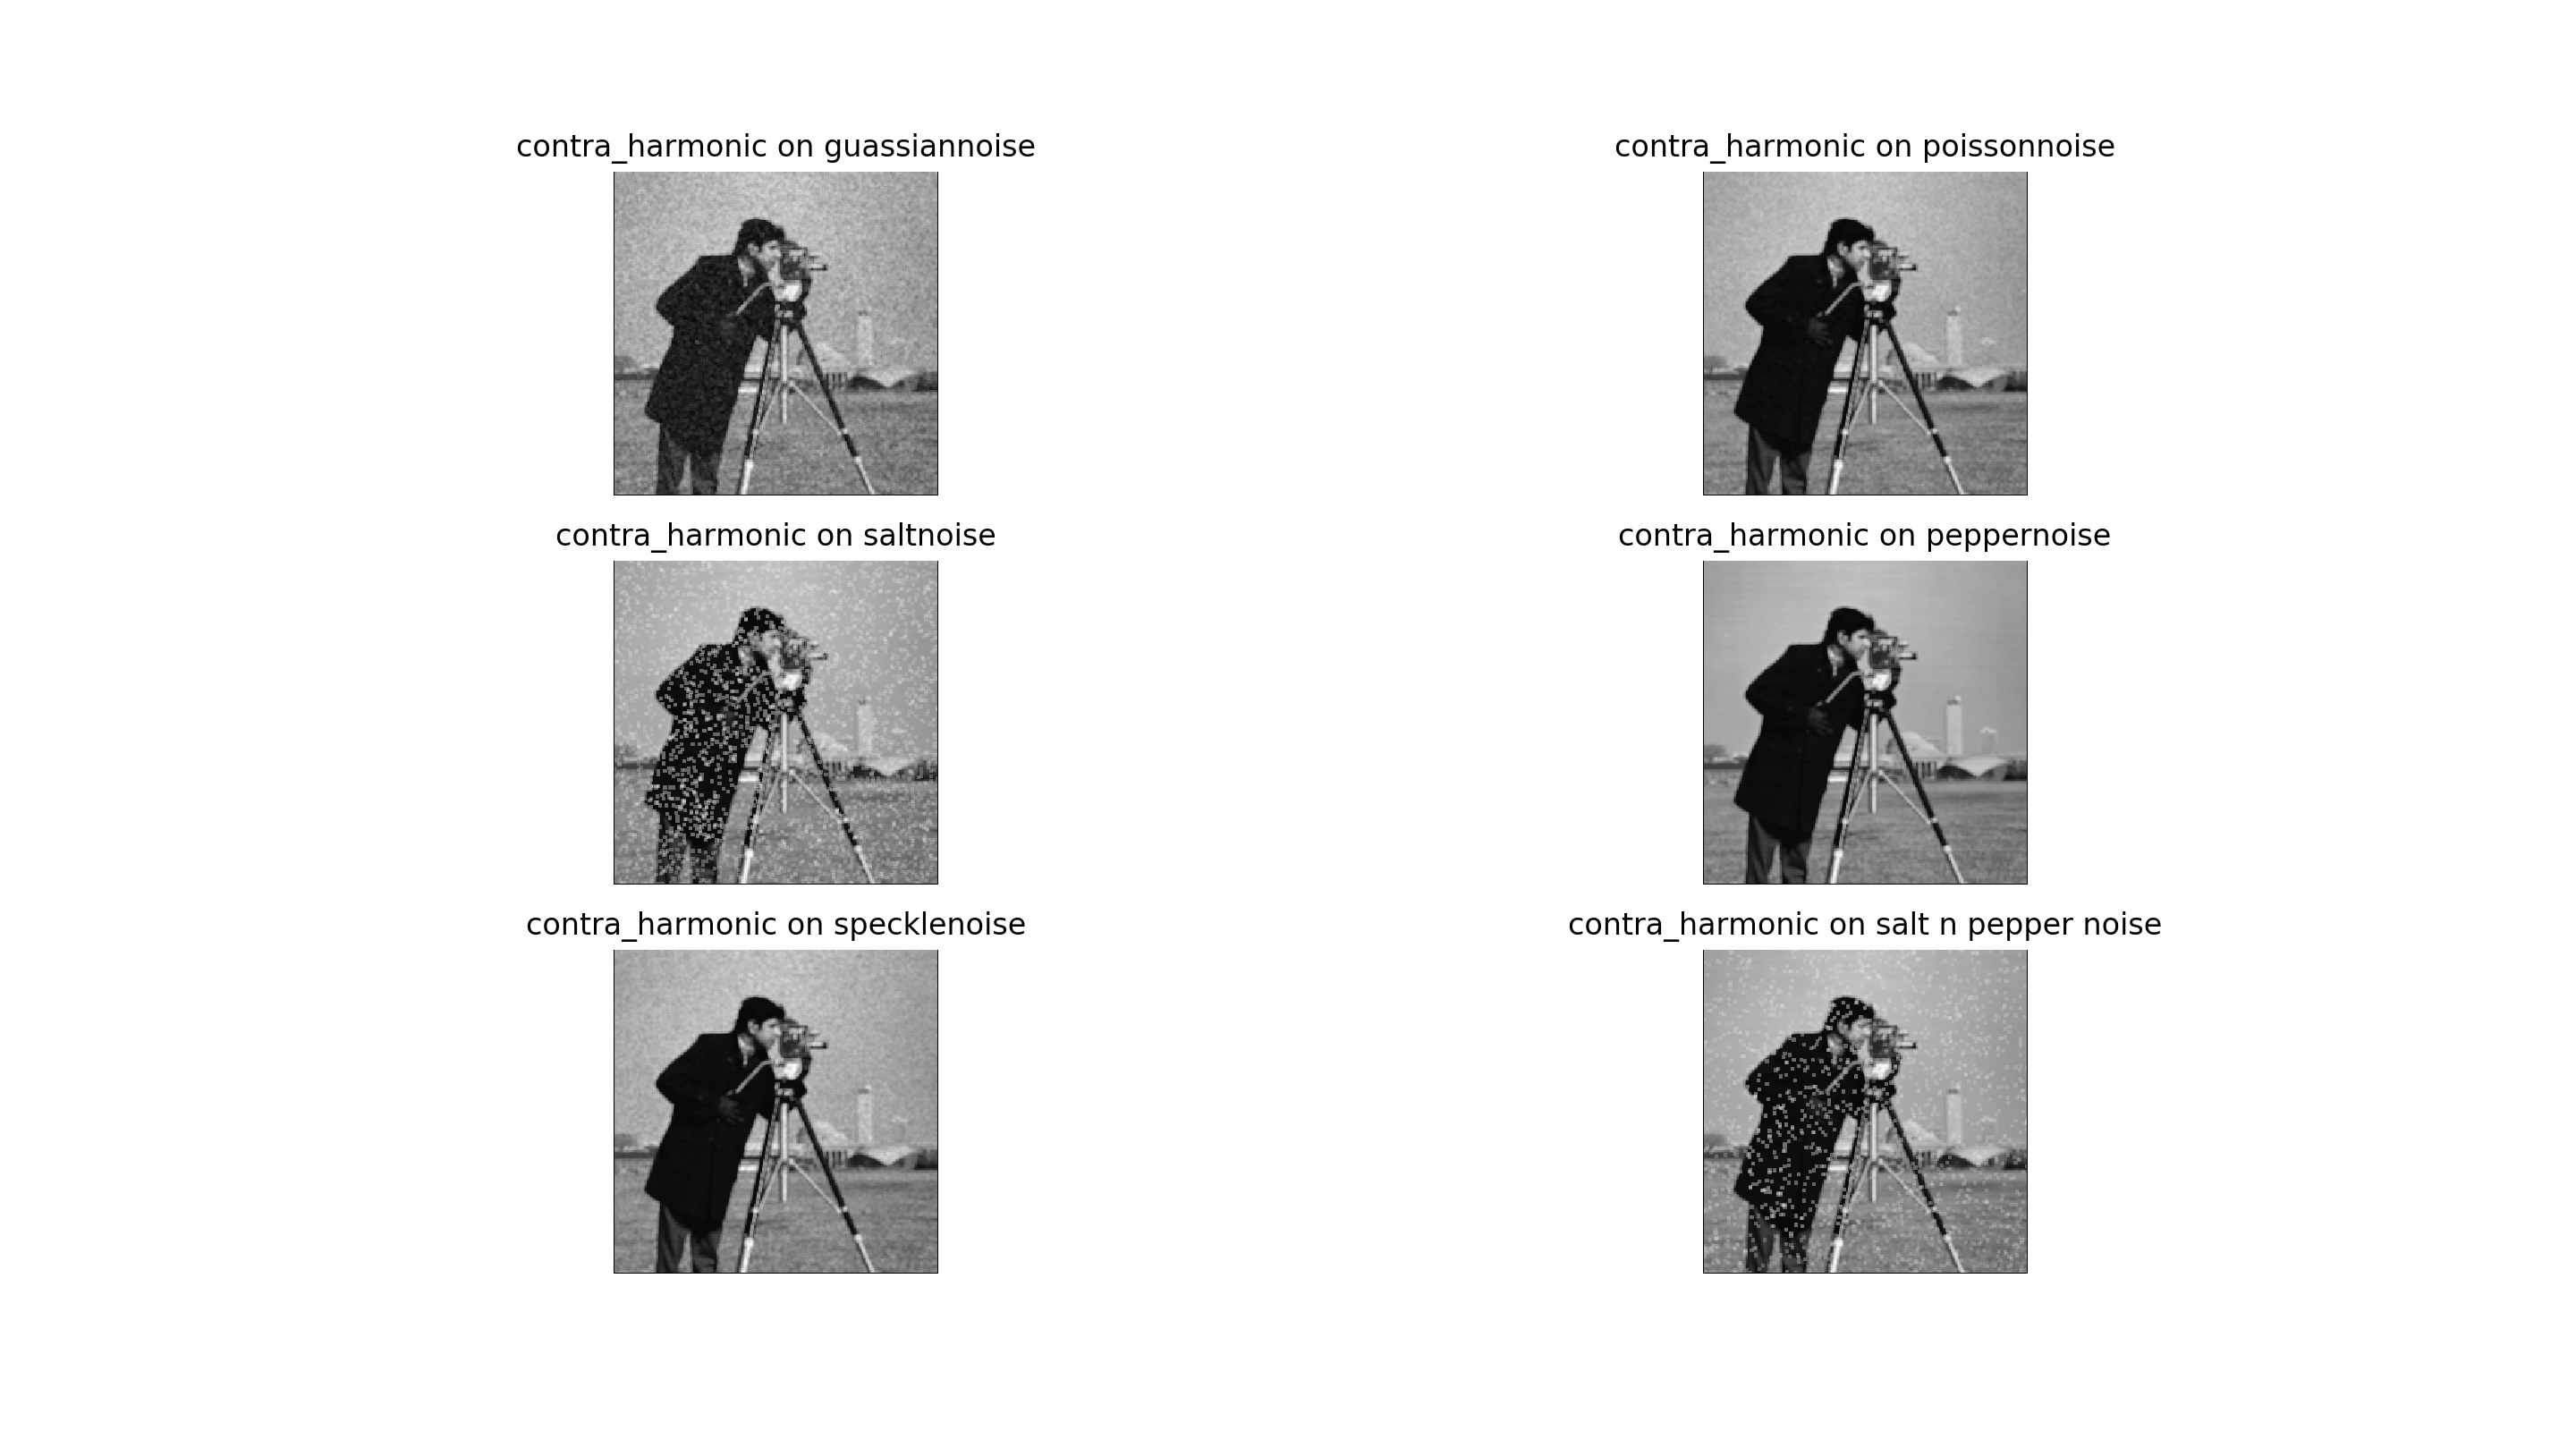 contra_harmonic on guassiannoise
contra_harmonic on poissonnoise
contra_harmonic on saltnoise
contra_harmonic on peppernoise
contra_harmonic on specklenoise
contra_harmonic on salt n pepper noise